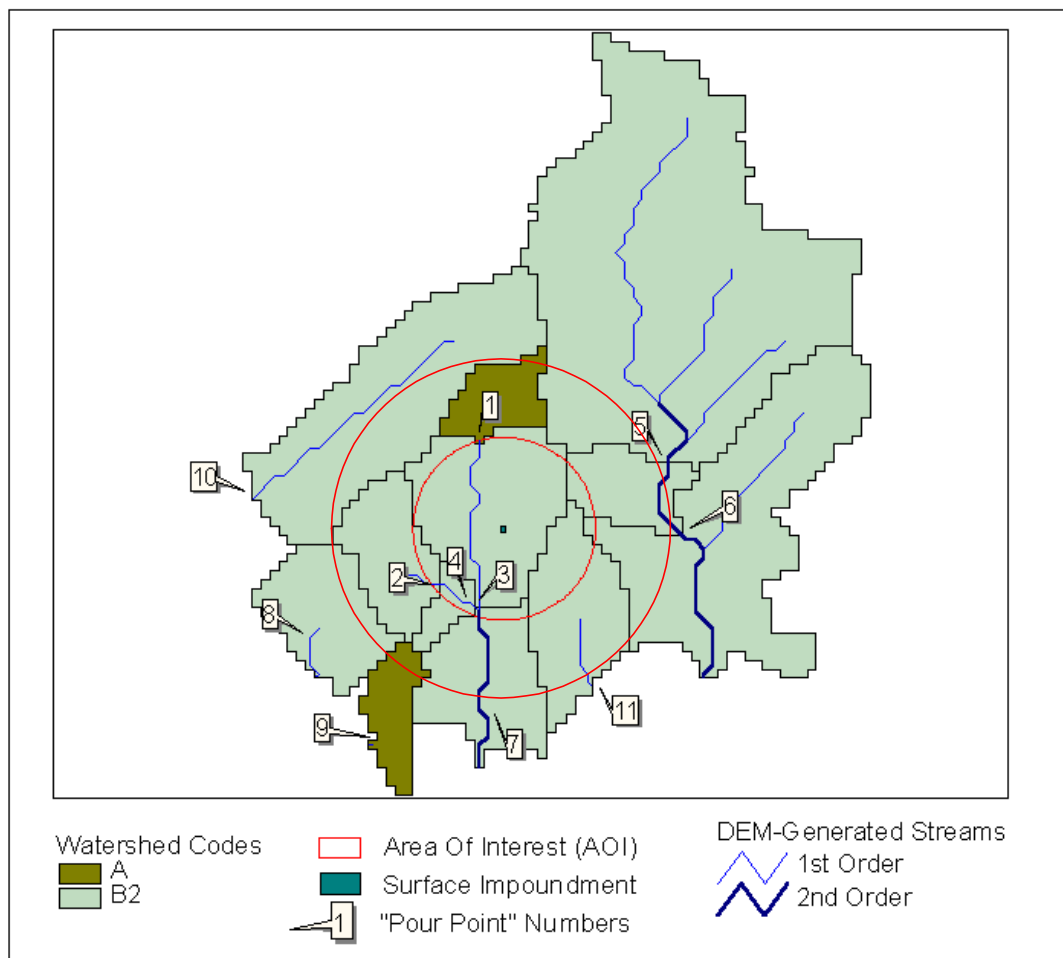 1
5
10
6
4
3
2
8
11
9
7
Watershed Codes
A
B2
Area Of Interest (AOI)
Surface Impoundment
1 "Pour Point" Numbers
DEM-Generated Streams
1st Order
2nd Order